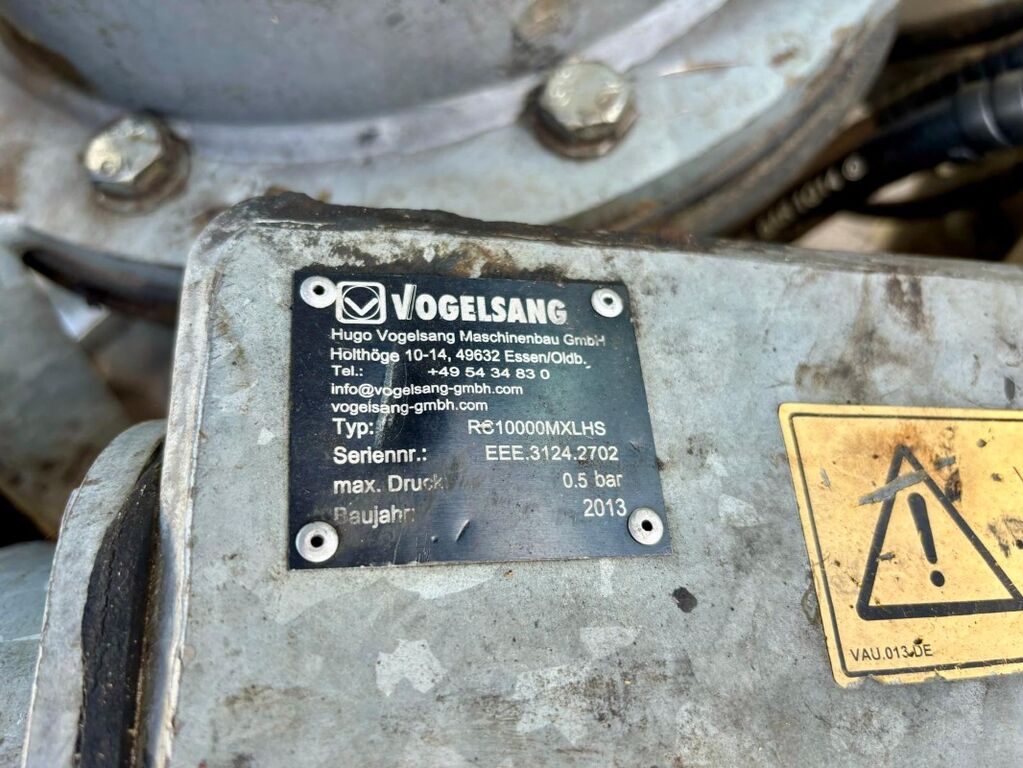 VOGELSANG
Hugo Vogelsang Maschinenbau GmbH
Holthöge 10-14, 49632 Essen/Oldb.
Tel.: +49 54 34 83 0
info@vogelsang-gmbh.com
vogelsang-gmbh.com
Typ: RC10000MXLHS
Seriennr.: EEE.3124.2702
max. Druck: 0.5 bar
Baujahr: 2013
!
VAU.013.DE